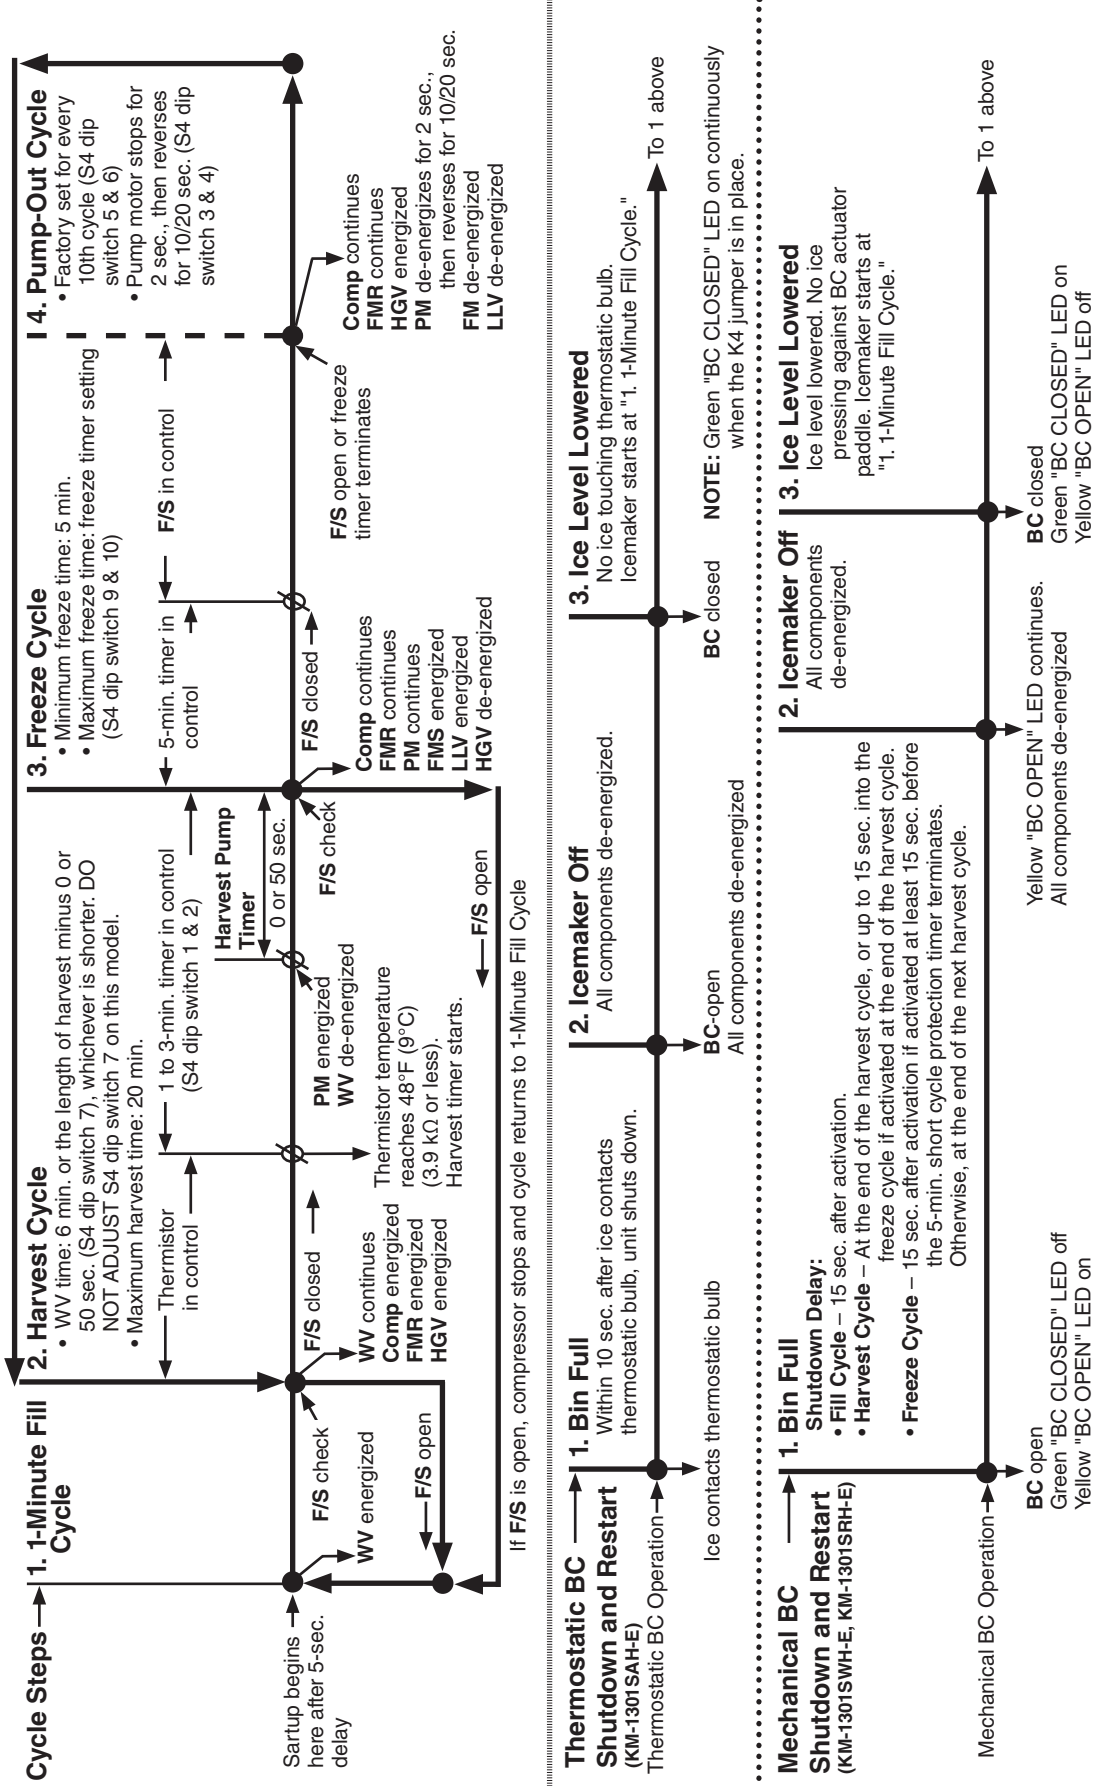 Cycle Steps
1. 1-Minute Fill
Cycle
2. Harvest Cycle
• WV time: 6 min. or the length of harvest minus 0 or
50 sec. (S4 dip switch 7), whichever is shorter. DO
NOT ADJUST S4 dip switch 7 on this model.
• Maximum harvest time: 20 min.
3. Freeze Cycle
• Minimum freeze time: 5 min.
• Maximum freeze time: freeze timer setting
(S4 dip switch 9 & 10)
4. Pump-Out Cycle
• Factory set for every
10th cycle (S4 dip
switch 5 & 6)
• Pump motor stops for
2 sec., then reverses
for 10/20 sec. (S4 dip
switch 3 & 4)
Thermistor
in control
1 to 3-min. timer in control
(S4 dip switch 1 & 2)
Harvest Pump
Timer
0 or 50 sec.
5-min. timer in
control
F/S in control
Sartup begins
here after 5-sec.
delay
WV energized
F/S check
F/S open
F/S closed
WV continues
Comp energized
FMR energized
HGV energized
Thermistor temperature
reaches 48°F (9°C)
(3.9 kΩ or less).
Harvest timer starts.
PM energized
WV de-energized
F/S check
F/S open
F/S closed
Comp continues
FMR continues
PM continues
FMS energized
LLV energized
HGV de-energized
F/S open or freeze
timer terminates
Comp continues
FMR continues
HGV energized
PM de-energizes for 2 sec.,
then reverses for 10/20 sec.
FM de-energized
LLV de-energized
If F/S is open, compressor stops and cycle returns to 1-Minute Fill Cycle
Thermostatic BC
Shutdown and Restart
(KM-1301SAH-E)
Thermostatic BC Operation
1. Bin Full
Within 10 sec. after ice contacts
thermostatic bulb, unit shuts down.
Ice contacts thermostatic bulb
2. Icemaker Off
All components de-energized.
BC-open
All components de-energized
3. Ice Level Lowered
No ice touching thermostatic bulb.
Icemaker starts at "1. 1-Minute Fill Cycle."
To 1 above
BC closed
NOTE: Green "BC CLOSED" LED on continuously
when the K4 jumper is in place.
Mechanical BC
Shutdown and Restart
(KM-1301SWH-E, KM-1301SRH-E)
Mechanical BC Operation
1. Bin Full
Shutdown Delay:
• Fill Cycle – 15 sec. after activation.
• Harvest Cycle – At the end of the harvest cycle, or up to 15 sec. into the
freeze cycle if activated at the end of the harvest cycle.
• Freeze Cycle – 15 sec. after activation if activated at least 15 sec. before
the 5-min. short cycle protection timer terminates.
Otherwise, at the end of the next harvest cycle.
BC open
Green "BC CLOSED" LED off
Yellow "BC OPEN" LED on
2. Icemaker Off
All components
de-energized.
Yellow "BC OPEN" LED continues.
All components de-energized
3. Ice Level Lowered
Ice level lowered. No ice
pressing against BC actuator
paddle. Icemaker starts at
"1. 1-Minute Fill Cycle."
To 1 above
BC closed
Green "BC CLOSED" LED on
Yellow "BC OPEN" LED off